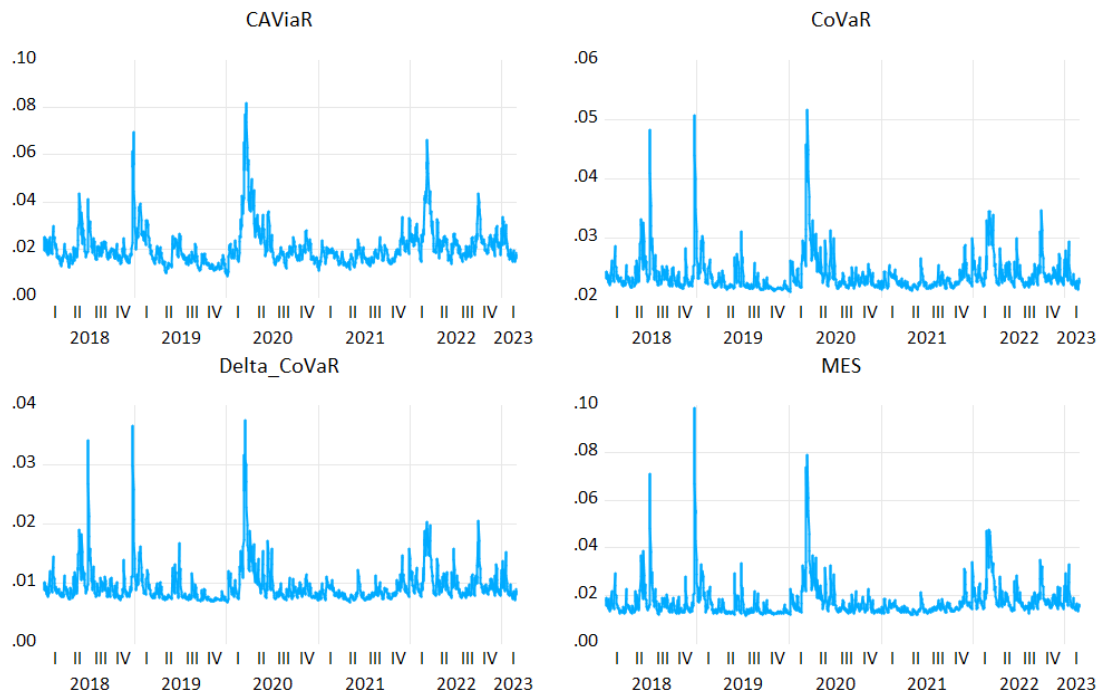 CAViaR
.10
.08
.06
.04
.02
.00
I II III IV I II III IV I II III IV I II III IV I II III IV I
2018 2019 2020 2021 2022 2023
CoVaR
.06
.05
.04
.03
.02
I II III IV I II III IV I II III IV I II III IV I II III IV I
2018 2019 2020 2021 2022 2023
Delta_CoVaR
.04
.03
.02
.01
.00
I II III IV I II III IV I II III IV I II III IV I II III IV I
2018 2019 2020 2021 2022 2023
MES
.10
.08
.06
.04
.02
.00
I II III IV I II III IV I II III IV I II III IV I II III IV I
2018 2019 2020 2021 2022 2023